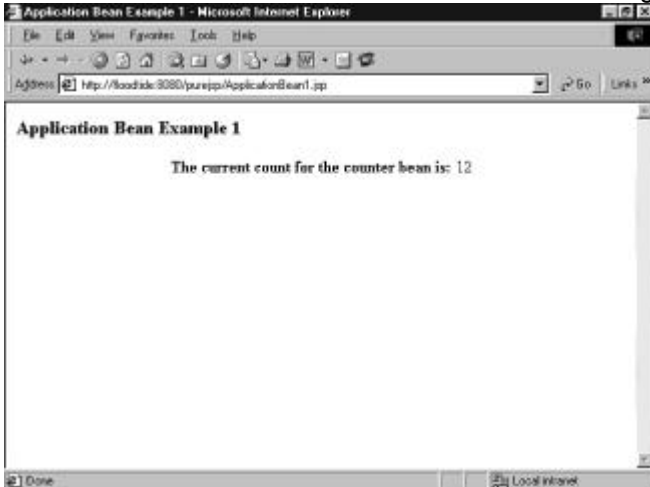 Application Bean Example 1 - Microsoft Internet Explorer
File Edit View Favorites Tools Help
Address http://floodtide:8080/purejsp/ApplicationBean1.jsp Go Links »
Application Bean Example 1
The current count for the counter bean is: 12
Done Local intranet